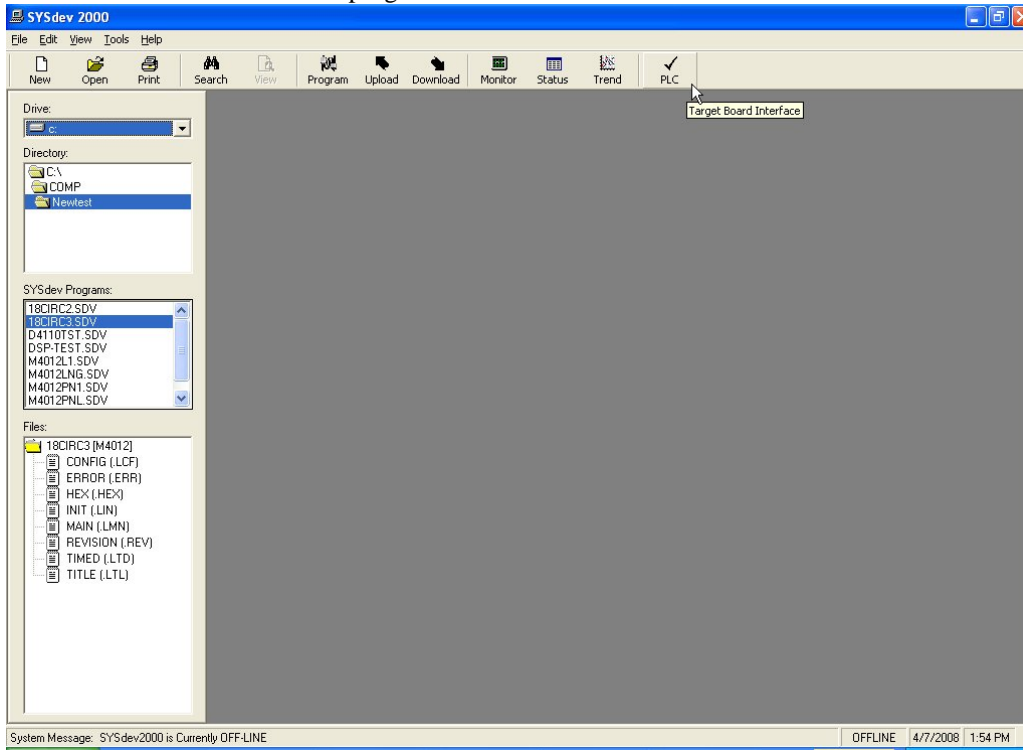 SYSdev 2000
File Edit View Tools Help
New Open Print Search View Program Upload Download Monitor Status Trend PLC
Target Board Interface
Drive:
c:
Directory:
C:\
COMP
Newtest
SYSdev Programs:
18CIRC2.SDV
18CIRC3.SDV
D4110TST.SDV
DSP-TEST.SDV
M4012L1.SDV
M4012LNG.SDV
M4012PN1.SDV
M4012PNL.SDV
Files:
18CIRC3 [M4012]
CONFIG (.LCF)
ERROR (.ERR)
HEX (.HEX)
INIT (.LIN)
MAIN (.LMN)
REVISION (.REV)
TIMED (.LTD)
TITLE (.LTL)
System Message: SYSdev2000 is Currently OFF-LINE OFFLINE 4/7/2008 1:54 PM